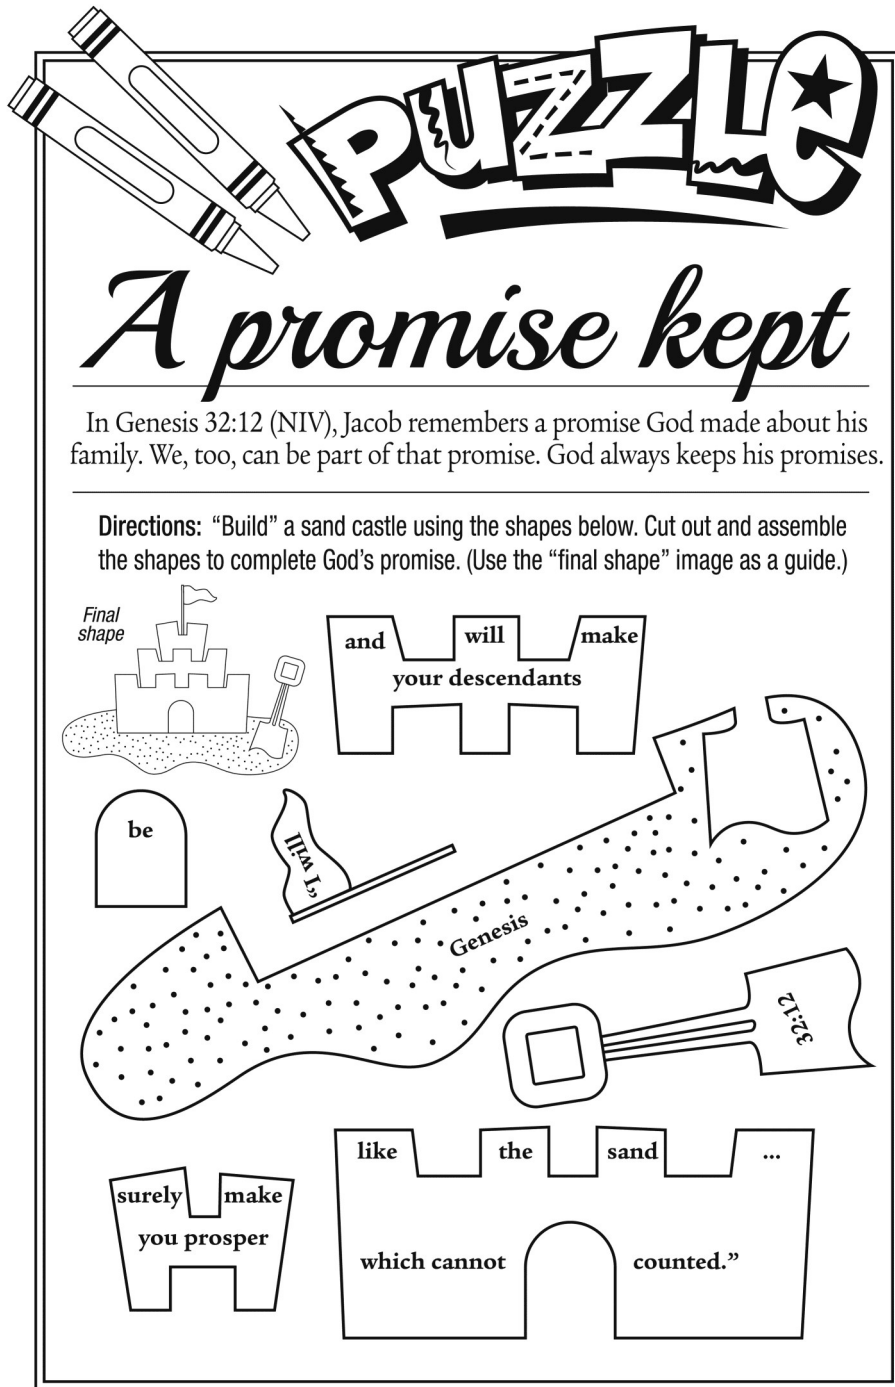 PUZZLE
A promise kept
In Genesis 32:12 (NIV), Jacob remembers a promise God made about his
family. We, too, can be part of that promise. God always keeps his promises.
Directions: “Build” a sand castle using the shapes below. Cut out and assemble
the shapes to complete God’s promise. (Use the “final shape” image as a guide.)
Final
shape
and will make
your descendants
be
“I will
Genesis
32:12
surely make
you prosper
like the sand ...
which cannot counted.”